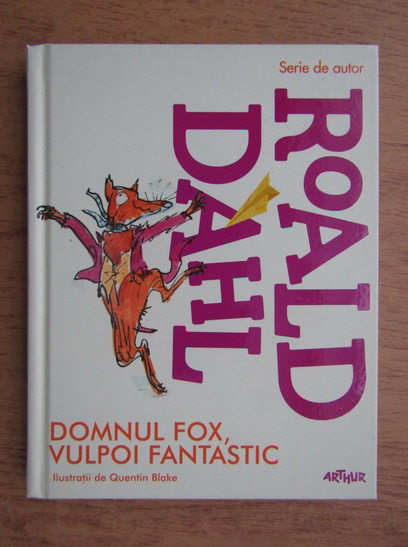 Serie de autor
ROALD
DAHL
DOMNUL FOX,
VULPOI FANTASTIC
Ilustrații de Quentin Blake
ARTHUR